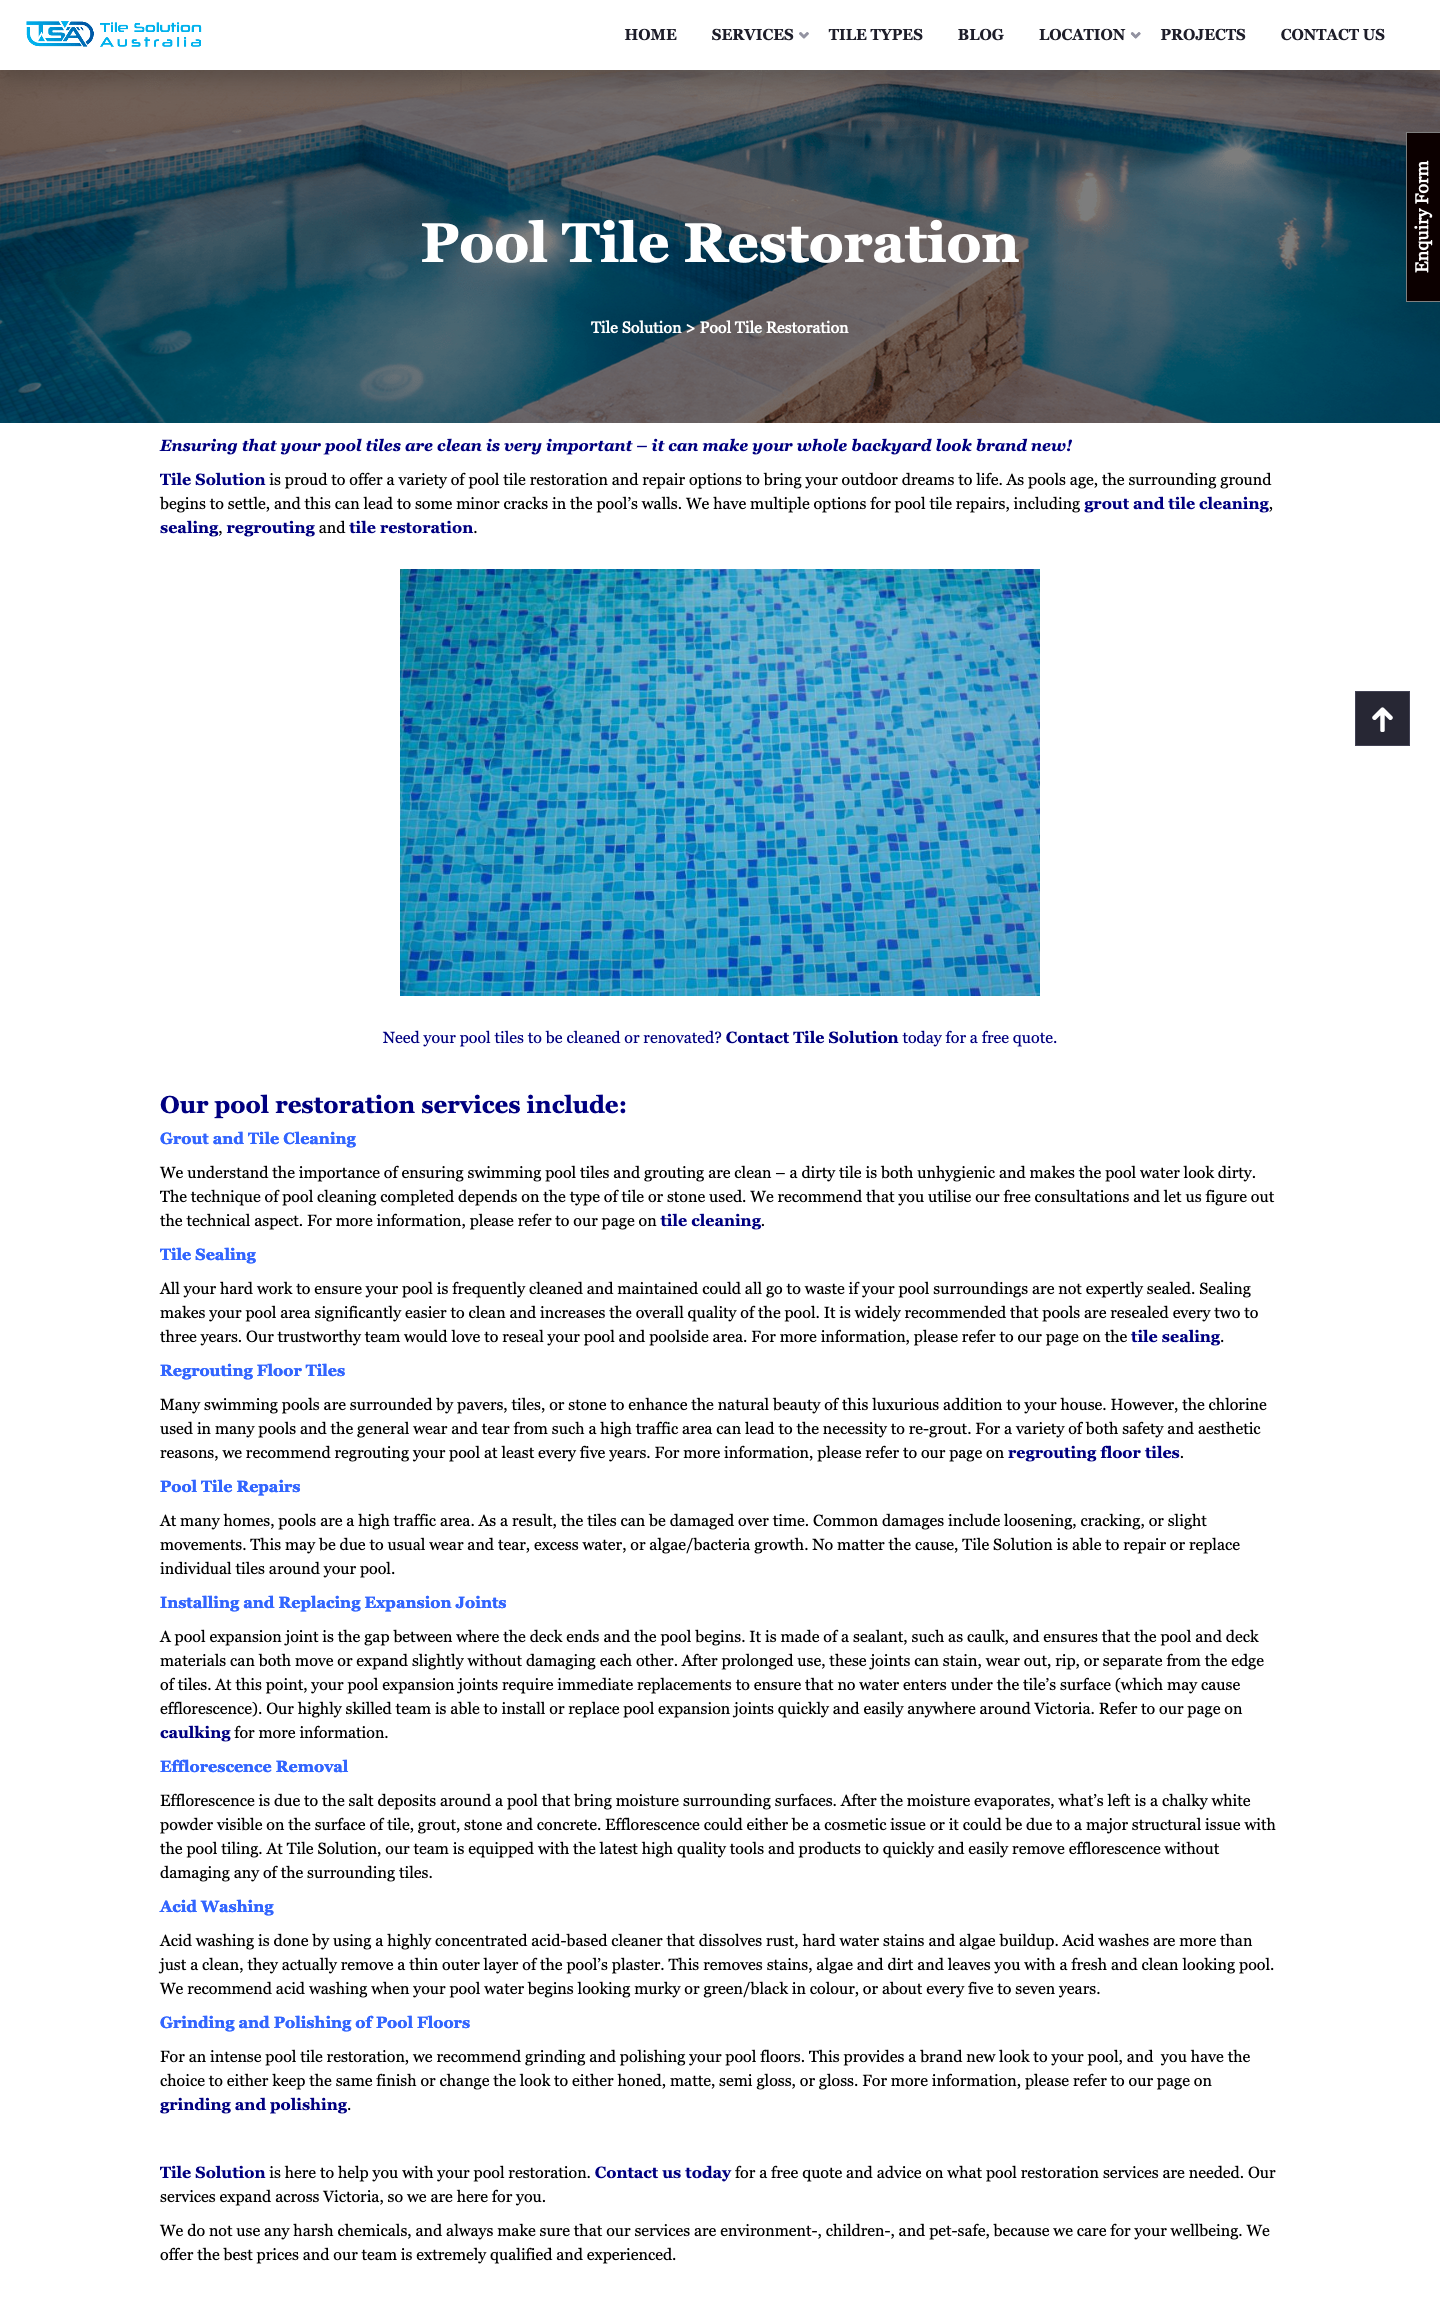 TSA Tile Solution
Australia
HOME SERVICES TILE TYPES BLOG LOCATION PROJECTS CONTACT US
Enquiry Form
Pool Tile Restoration
Tile Solution > Pool Tile Restoration
Ensuring that your pool tiles are clean is very important – it can make your whole backyard look brand new!
Tile Solution is proud to offer a variety of pool tile restoration and repair options to bring your outdoor dreams to life. As pools age, the surrounding ground
begins to settle, and this can lead to some minor cracks in the pool’s walls. We have multiple options for pool tile repairs, including grout and tile cleaning,
sealing, regrouting and tile restoration.
Need your pool tiles to be cleaned or renovated? Contact Tile Solution today for a free quote.
Our pool restoration services include:
Grout and Tile Cleaning
We understand the importance of ensuring swimming pool tiles and grouting are clean – a dirty tile is both unhygienic and makes the pool water look dirty.
The technique of pool cleaning completed depends on the type of tile or stone used. We recommend that you utilise our free consultations and let us figure out
the technical aspect. For more information, please refer to our page on tile cleaning.
Tile Sealing
All your hard work to ensure your pool is frequently cleaned and maintained could all go to waste if your pool surroundings are not expertly sealed. Sealing
makes your pool area significantly easier to clean and increases the overall quality of the pool. It is widely recommended that pools are resealed every two to
three years. Our trustworthy team would love to reseal your pool and poolside area. For more information, please refer to our page on the tile sealing.
Regrouting Floor Tiles
Many swimming pools are surrounded by pavers, tiles, or stone to enhance the natural beauty of this luxurious addition to your house. However, the chlorine
used in many pools and the general wear and tear from such a high traffic area can lead to the necessity to re-grout. For a variety of both safety and aesthetic
reasons, we recommend regrouting your pool at least every five years. For more information, please refer to our page on regrouting floor tiles.
Pool Tile Repairs
At many homes, pools are a high traffic area. As a result, the tiles can be damaged over time. Common damages include loosening, cracking, or slight
movements. This may be due to usual wear and tear, excess water, or algae/bacteria growth. No matter the cause, Tile Solution is able to repair or replace
individual tiles around your pool.
Installing and Replacing Expansion Joints
A pool expansion joint is the gap between where the deck ends and the pool begins. It is made of a sealant, such as caulk, and ensures that the pool and deck
materials can both move or expand slightly without damaging each other. After prolonged use, these joints can stain, wear out, rip, or separate from the edge
of tiles. At this point, your pool expansion joints require immediate replacements to ensure that no water enters under the tile’s surface (which may cause
efflorescence). Our highly skilled team is able to install or replace pool expansion joints quickly and easily anywhere around Victoria. Refer to our page on
caulking for more information.
Efflorescence Removal
Efflorescence is due to the salt deposits around a pool that bring moisture surrounding surfaces. After the moisture evaporates, what’s left is a chalky white
powder visible on the surface of tile, grout, stone and concrete. Efflorescence could either be a cosmetic issue or it could be due to a major structural issue with
the pool tiling. At Tile Solution, our team is equipped with the latest high quality tools and products to quickly and easily remove efflorescence without
damaging any of the surrounding tiles.
Acid Washing
Acid washing is done by using a highly concentrated acid-based cleaner that dissolves rust, hard water stains and algae buildup. Acid washes are more than
just a clean, they actually remove a thin outer layer of the pool’s plaster. This removes stains, algae and dirt and leaves you with a fresh and clean looking pool.
We recommend acid washing when your pool water begins looking murky or green/black in colour, or about every five to seven years.
Grinding and Polishing of Pool Floors
For an intense pool tile restoration, we recommend grinding and polishing your pool floors. This provides a brand new look to your pool, and  you have the
choice to either keep the same finish or change the look to either honed, matte, semi gloss, or gloss. For more information, please refer to our page on
grinding and polishing.
Tile Solution is here to help you with your pool restoration. Contact us today for a free quote and advice on what pool restoration services are needed. Our
services expand across Victoria, so we are here for you.
We do not use any harsh chemicals, and always make sure that our services are environment-, children-, and pet-safe, because we care for your wellbeing. We
offer the best prices and our team is extremely qualified and experienced.